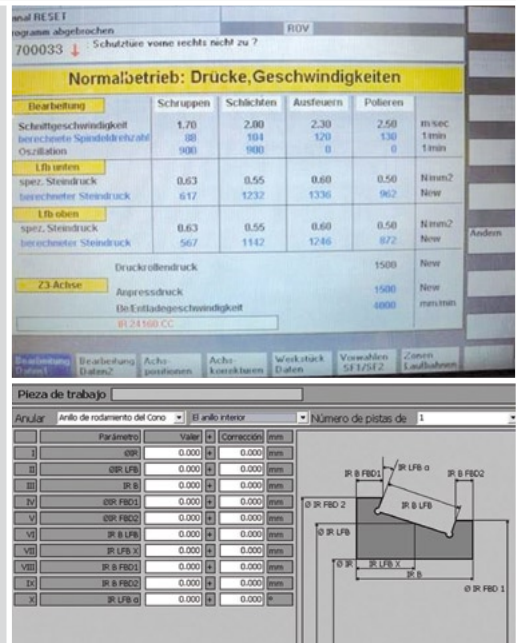 anal RESET
rogramm abgebrochen
ROV
700033 ↓ : Schutztüre vorne rechts nicht zu ?
Normalbetrieb: Drücke,Geschwindigkeiten
Bearbeitung Schruppen Schlichten Ausfeuern Polieren
Schnittgeschwindigkeit 1.70 2.00 2.30 2.50 m/sec
berechnete Spindeldrehzahl 88 104 120 130 1/min
Oszillation 900 900 0 0 1/min
Lfb unten
spez. Steindruck 0.63 0.55 0.60 0.50 N/mm2
berechneter Steindruck 617 1232 1336 962 New
Lfb oben
spez. Steindruck 0.63 0.55 0.60 0.50 N/mm2
Ändern
berechneter Steindruck 567 1142 1246 872 New
Druckrollendruck 1500 New
Z3-Achse
Anpressdruck 1500 New
Be/Entladegeschwindigkeit 4000 mm/min
IR 24160 CC
Bearbeitung Bearbeitung Achs- Achs- Werkstück Vorwahlen Zonen
Daten1 Daten2 positionen korrekturen Daten SF1/SF2 Laufbahnen
Pieza de trabajo
Anular Anillo de rodamiento del Cono El anillo interior Número de pistas de 1
Parámetro Valer + Corrección mm
I ØIR 0.000 + 0.000 mm
II ØIR LFB 0.000 + 0.000 mm
III IR B 0.000 + 0.000 mm
IV ØIR FBD1 0.000 + 0.000 mm
V ØIR FBD2 0.000 + 0.000 mm
VI IR B LFB 0.000 + 0.000 mm
VII IR LFB X 0.000 + 0.000 mm
VIII IR B FBD1 0.000 + 0.000 mm
IX IR B FBD2 0.000 + 0.000 mm
X IR LFB α 0.000 + 0.000 °
IR B FBD1 IR LFB α IR B FBD2
Ø IR FBD 2 IR B LFB
Ø IR LFB
Ø IR IR LFB X
IR B
Ø IR FBD 1